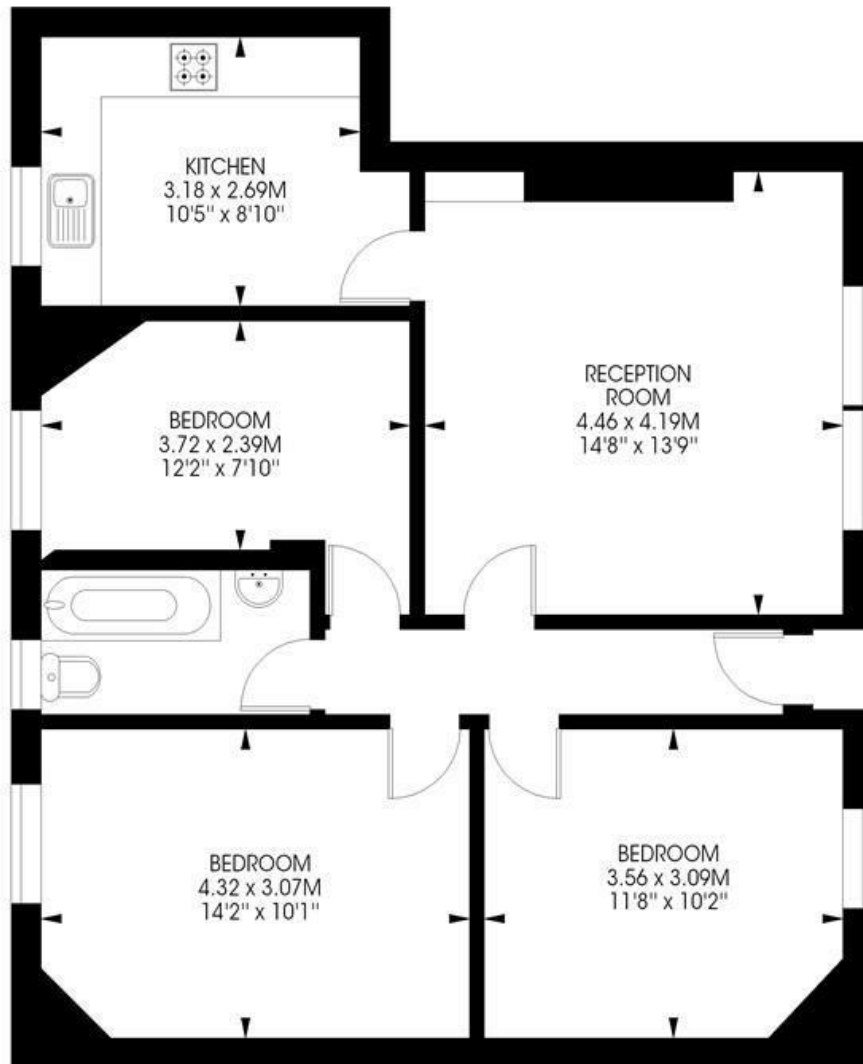 KITCHEN
3.18 x 2.69M
10'5" x 8'10"
RECEPTION
ROOM
4.46 x 4.19M
14'8" x 13'9"
BEDROOM
3.72 x 2.39M
12'2" x 7'10"
BEDROOM
4.32 x 3.07M
14'2" x 10'1"
BEDROOM
3.56 x 3.09M
11'8" x 10'2"